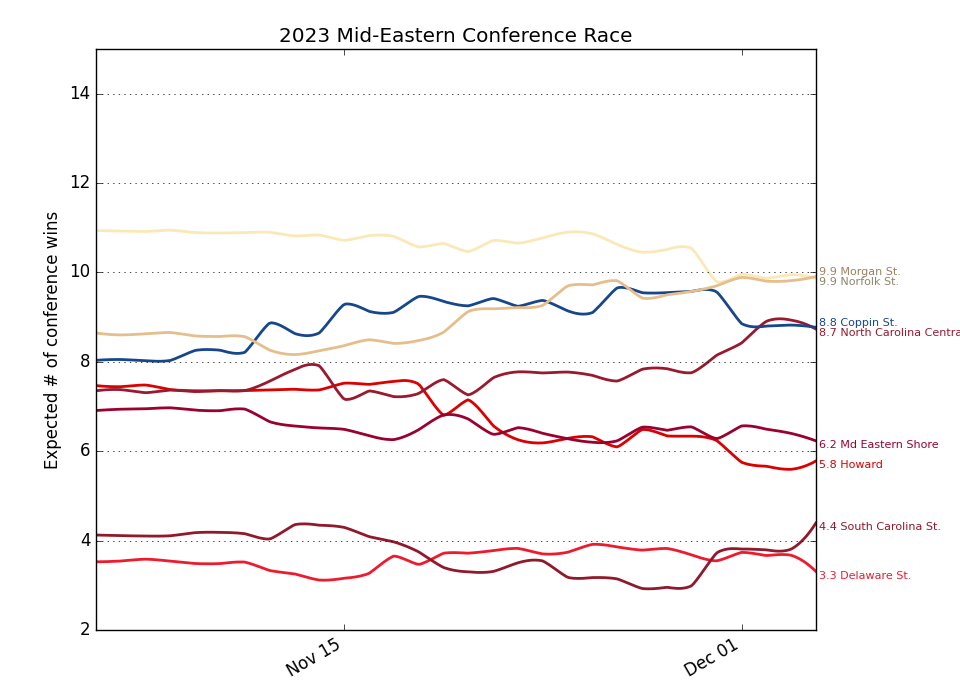 2023 Mid-Eastern Conference Race
Expected # of conference wins
14
12
10
8
6
4
2
Nov 15
Dec 01
9.9 Morgan St.
9.9 Norfolk St.
8.8 Coppin St.
8.7 North Carolina Centra
6.2 Md Eastern Shore
5.8 Howard
4.4 South Carolina St.
3.3 Delaware St.